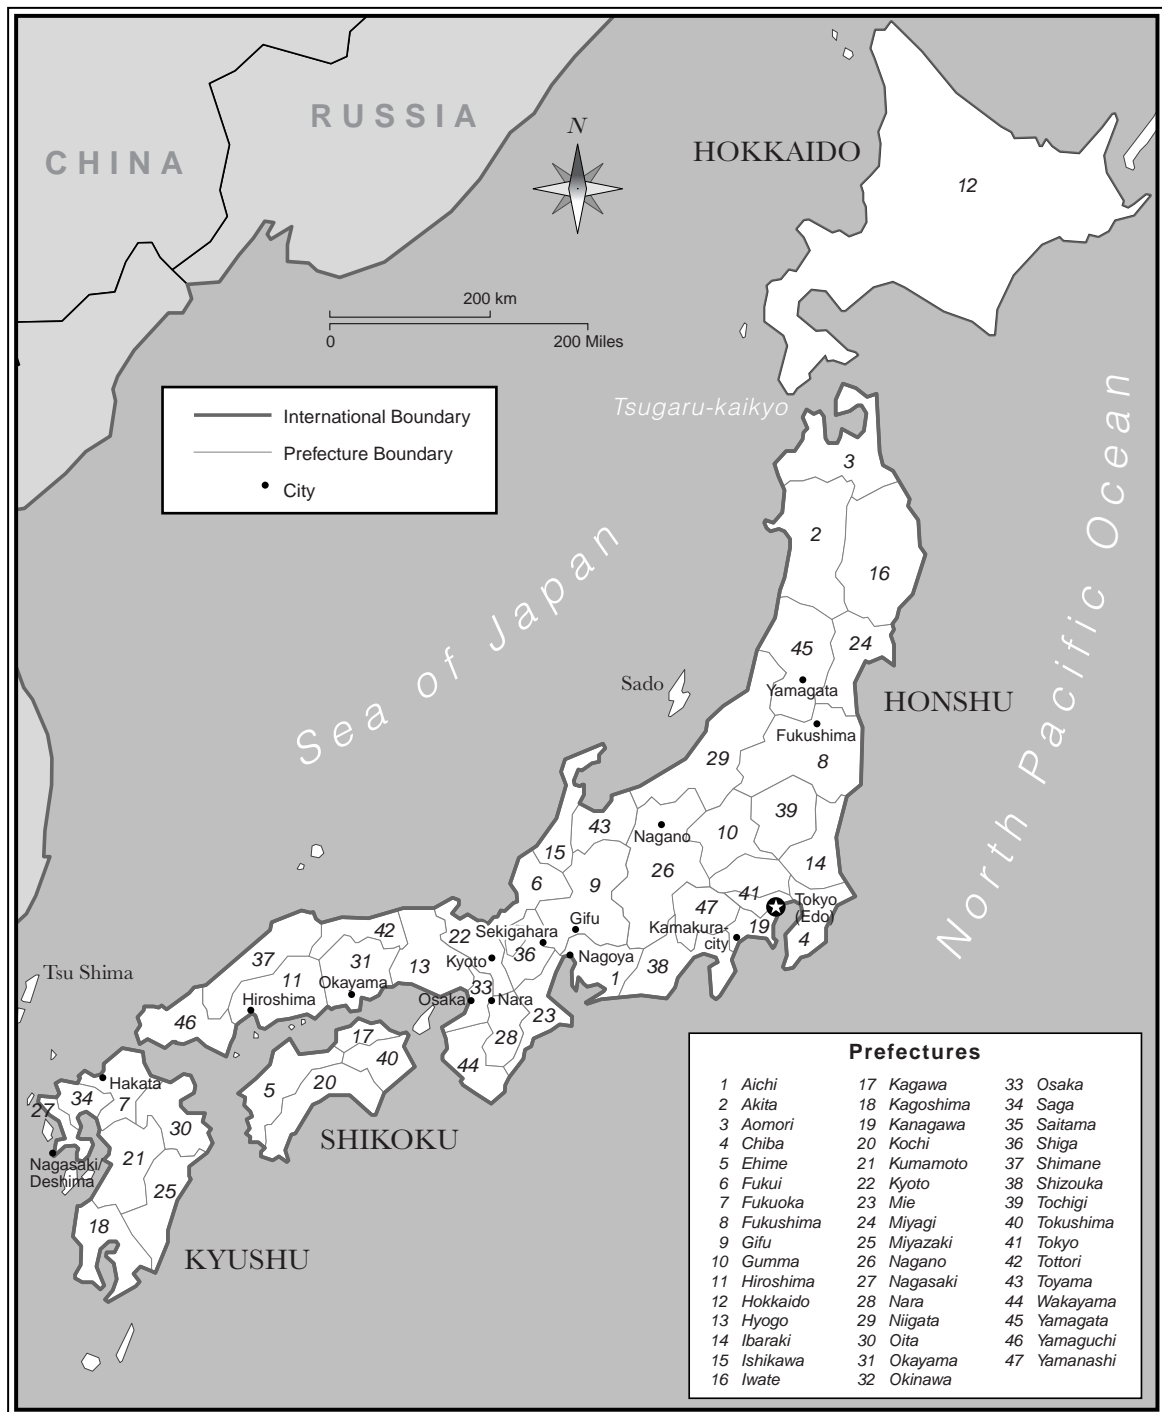 CHINA
RUSSIA
N
HOKKAIDO
12
200 km
0
200 Miles
International Boundary
Prefecture Boundary
City
Tsugaru-kaikyo
3
2
16
45
24
Yamagata
HONSHU
Sado
Fukushima
8
29
Sea of Japan
North Pacific Ocean
39
43
Nagano
10
15
26
14
6
9
41
Tokyo
(Edo)
47
19
4
Kamakura-
city
Gifu
Sekigahara
22
36
42
Kyoto
Nagoya
37
31
13
38
1
11
Okayama
33
Tsu Shima
Hiroshima
Osaka
Nara
23
46
28
17
44
40
20
5
SHIKOKU
Hakata
34
7
27
30
21
Nagasaki/
Deshima
25
18
KYUSHU
Prefectures
1 Aichi
2 Akita
3 Aomori
4 Chiba
5 Ehime
6 Fukui
7 Fukuoka
8 Fukushima
9 Gifu
10 Gumma
11 Hiroshima
12 Hokkaido
13 Hyogo
14 Ibaraki
15 Ishikawa
16 Iwate
17 Kagawa
18 Kagoshima
19 Kanagawa
20 Kochi
21 Kumamoto
22 Kyoto
23 Mie
24 Miyagi
25 Miyazaki
26 Nagano
27 Nagasaki
28 Nara
29 Niigata
30 Oita
31 Okayama
32 Okinawa
33 Osaka
34 Saga
35 Saitama
36 Shiga
37 Shimane
38 Shizouka
39 Tochigi
40 Tokushima
41 Tokyo
42 Tottori
43 Toyama
44 Wakayama
45 Yamagata
46 Yamaguchi
47 Yamanashi